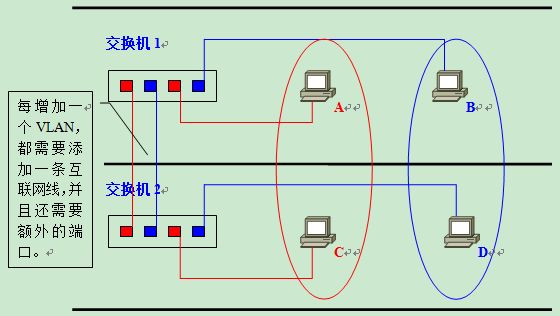 交换机 1
每增加一
个 VLAN,
都需要添
加一条互
联网线,并
且还需要
额外的端
口。
A
B
交换机 2
C
D